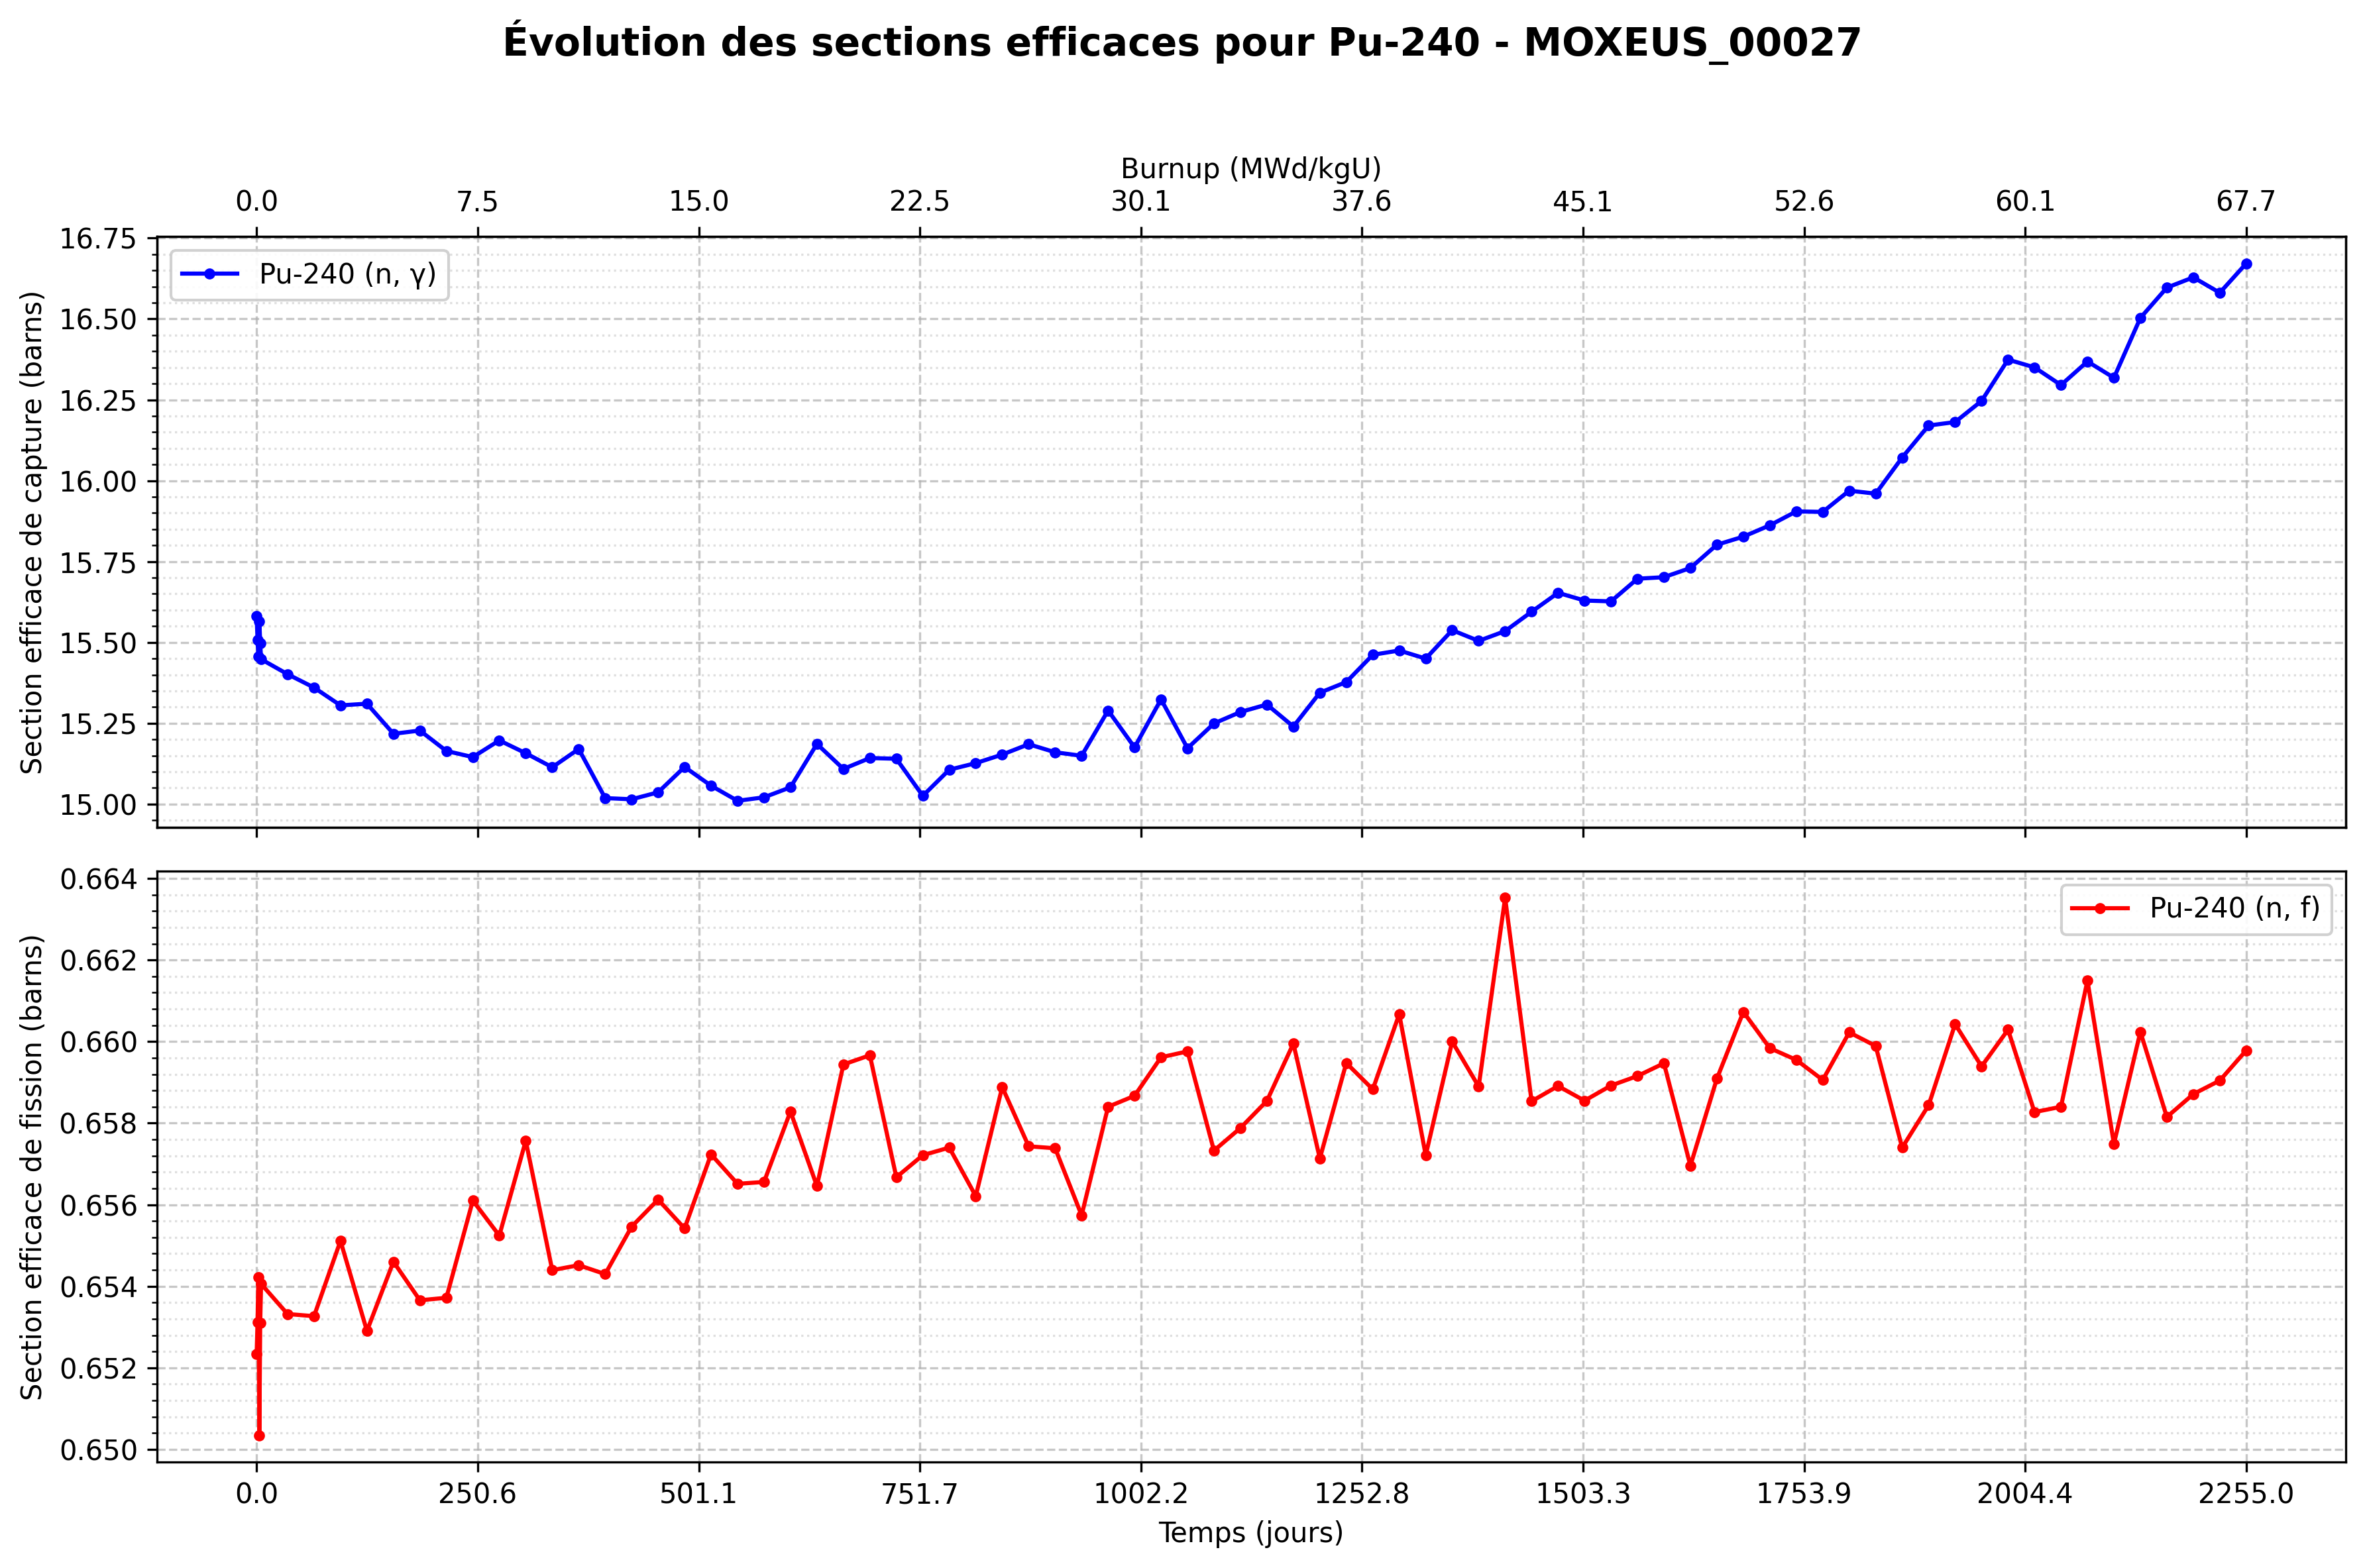 Évolution des sections efficaces pour Pu-240 - MOXEUS_00027
Burnup (MWd/kgU)
0.0 7.5 15.0 22.5 30.1 37.6 45.1 52.6 60.1 67.7
Section efficace de capture (barns)
16.75
16.50
16.25
16.00
15.75
15.50
15.25
15.00
Pu-240 (n, γ)
Section efficace de fission (barns)
0.664
0.662
0.660
0.658
0.656
0.654
0.652
0.650
Pu-240 (n, f)
0.0 250.6 501.1 751.7 1002.2 1252.8 1503.3 1753.9 2004.4 2255.0
Temps (jours)